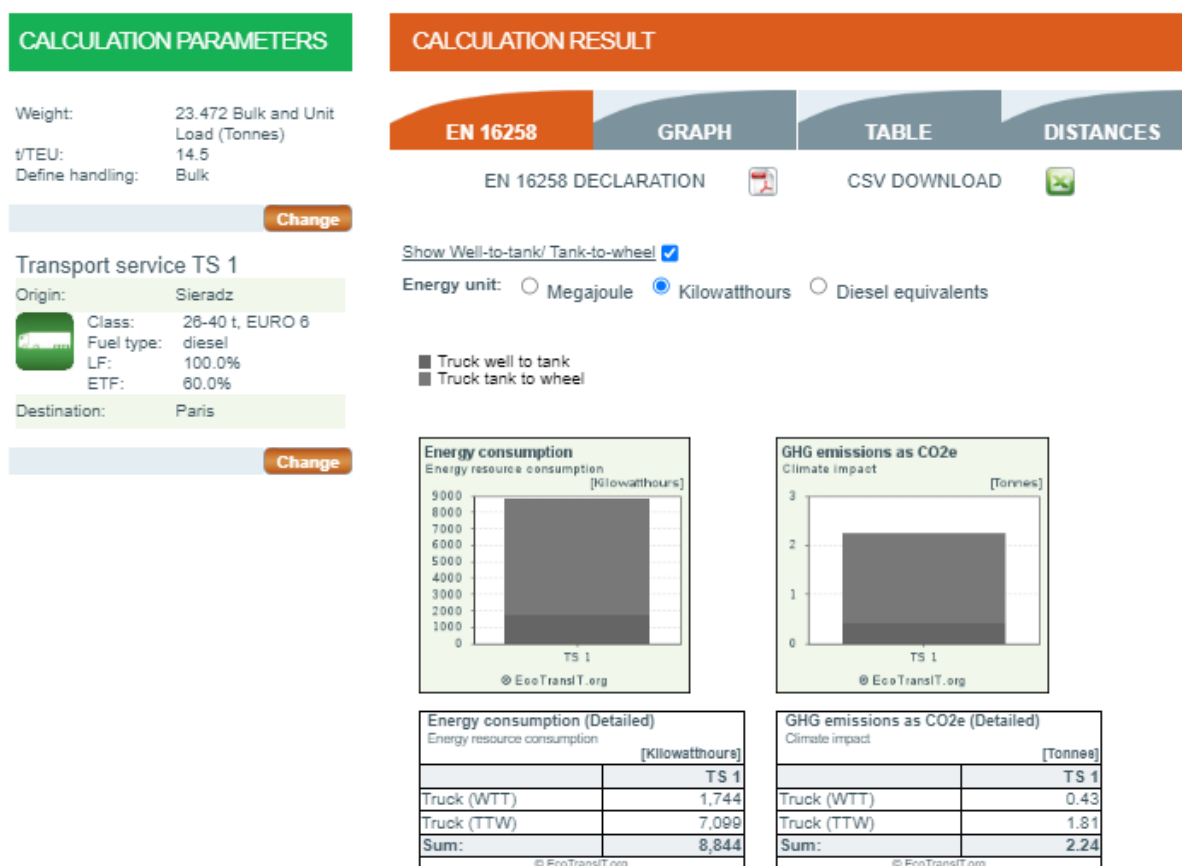 CALCULATION PARAMETERS
Weight: 23.472 Bulk and Unit
Load (Tonnes)
t/TEU: 14.5
Define handling: Bulk
Change
Transport service TS 1
Origin: Sieradz
Class: 26-40 t, EURO 6
Fuel type: diesel
LF: 100.0%
ETF: 60.0%
Destination: Paris
Change
CALCULATION RESULT
EN 16258 GRAPH TABLE DISTANCES
EN 16258 DECLARATION CSV DOWNLOAD
Show Well-to-tank/ Tank-to-wheel
Energy unit: Megajoule Kilowatthours Diesel equivalents
Truck well to tank
Truck tank to wheel
Energy consumption
Energy resource consumption
[Kilowatthours]
9000
8000
7000
6000
5000
4000
3000
2000
1000
0
TS 1
® EcoTransIT.org
GHG emissions as CO2e
Climate impact
[Tonnes]
3
2
1
0
TS 1
® EcoTransIT.org
Energy consumption (Detailed)
Energy resource consumption
[Kilowatthours]
TS 1
Truck (WTT) 1,744
Truck (TTW) 7,099
Sum: 8,844
© EcoTransIT.org
GHG emissions as CO2e (Detailed)
Climate impact
[Tonnes]
TS 1
Truck (WTT) 0.43
Truck (TTW) 1.81
Sum: 2.24
© EcoTransIT.org